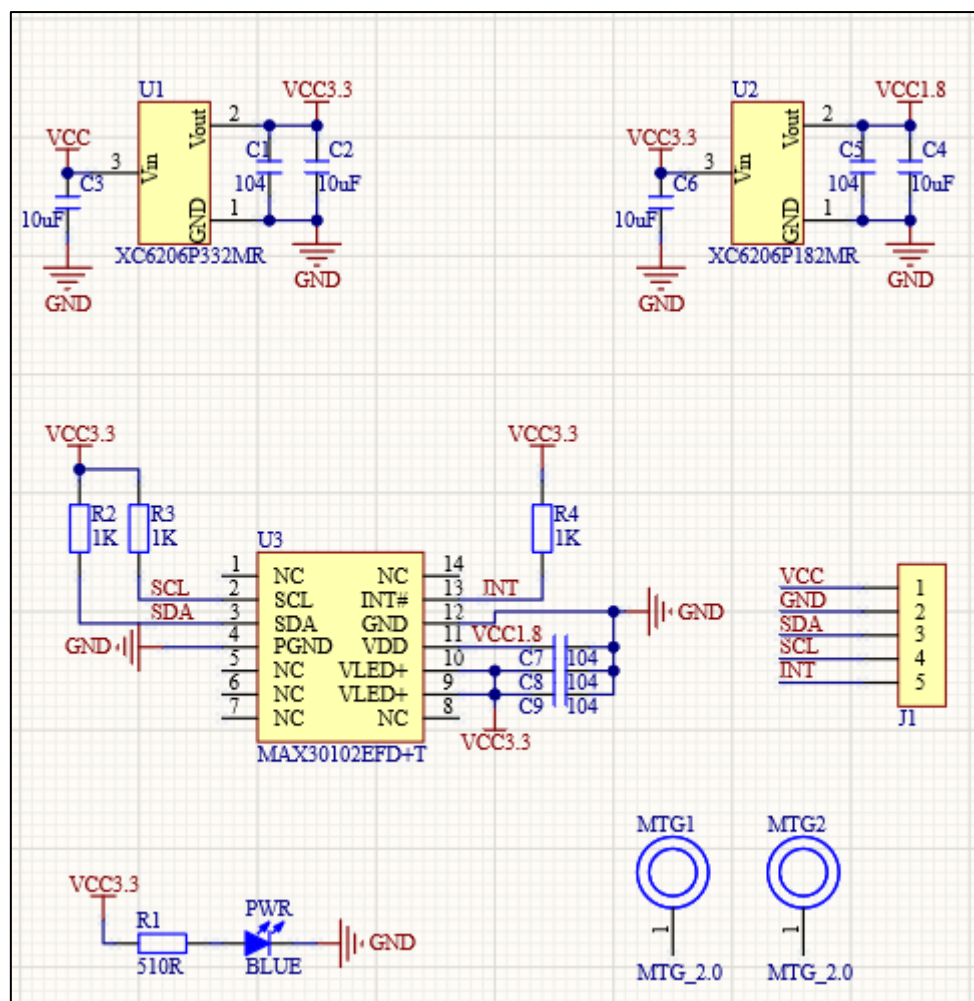 U1
VCC3.3
VCC
3
Vin
Vout
2
GND
1
C3
10uF
C1
104
C2
10uF
XC6206P332MR
GND
GND
U2
VCC1.8
VCC3.3
3
Vin
Vout
2
GND
1
C6
10uF
C5
104
C4
10uF
XC6206P182MR
GND
GND
VCC3.3
R2
1K
R3
1K
SCL
SDA
GND
U3
1 NC
2 SCL
3 SDA
4 PGND
5 NC
6 NC
7 NC
NC 14
INT# 13
GND 12
VDD 11
VLED+ 10
VLED+ 9
NC 8
MAX30102EFD+T
VCC3.3
R4
1K
INT
GND
VCC1.8
C7 104
C8 104
C9 104
VCC3.3
VCC 1
GND 2
SDA 3
SCL 4
INT 5
J1
VCC3.3
R1
510R
PWR
BLUE
GND
MTG1
1
MTG_2.0
MTG2
1
MTG_2.0